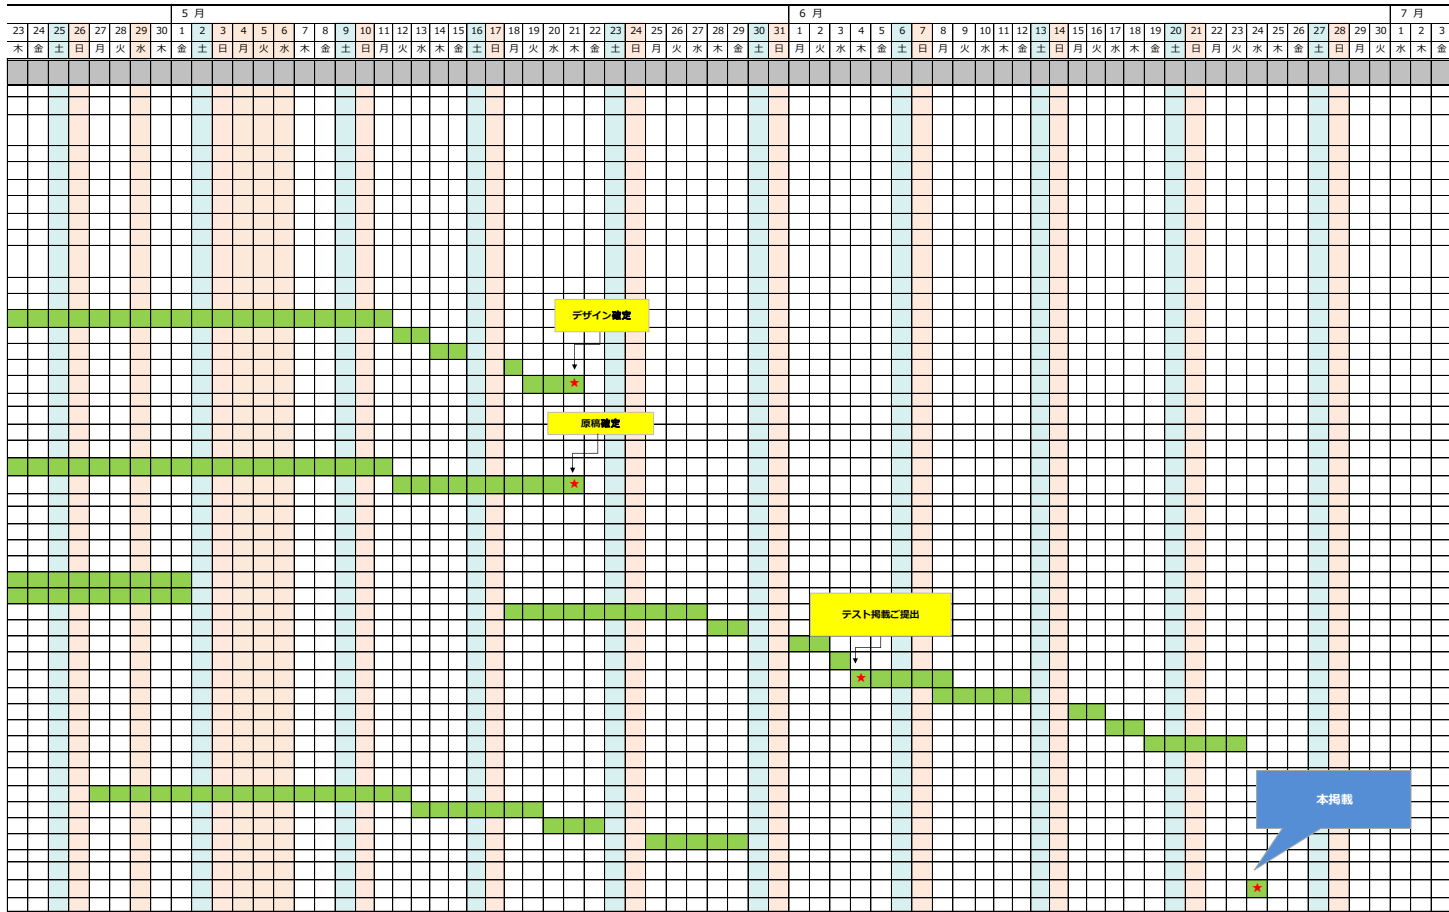 5 月 6 月 7 月
23 24 25 26 27 28 29 30 1 2 3 4 5 6 7 8 9 10 11 12 13 14 15 16 17 18 19 20 21 22 23 24 25 26 27 28 29 30 31 1 2 3 4 5 6 7 8 9 10 11 12 13 14 15 16 17 18 19 20 21 22 23 24 25 26 27 28 29 30 1 2 3
木 金 土 日 月 火 水 木 金 土 日 月 火 水 木 金 土 日 月 火 水 木 金 土 日 月 火 水 木 金 土 日 月 火 水 木 金 土 日 月 火 水 木 金 土 日 月 火 水 木 金 土 日 月 火 水 木 金 土 日 月 火 水 木 金 土 日 月 火 水 木 金
デザイン確定
★
原稿確定
★
テスト掲載ご提出
★
本掲載
★